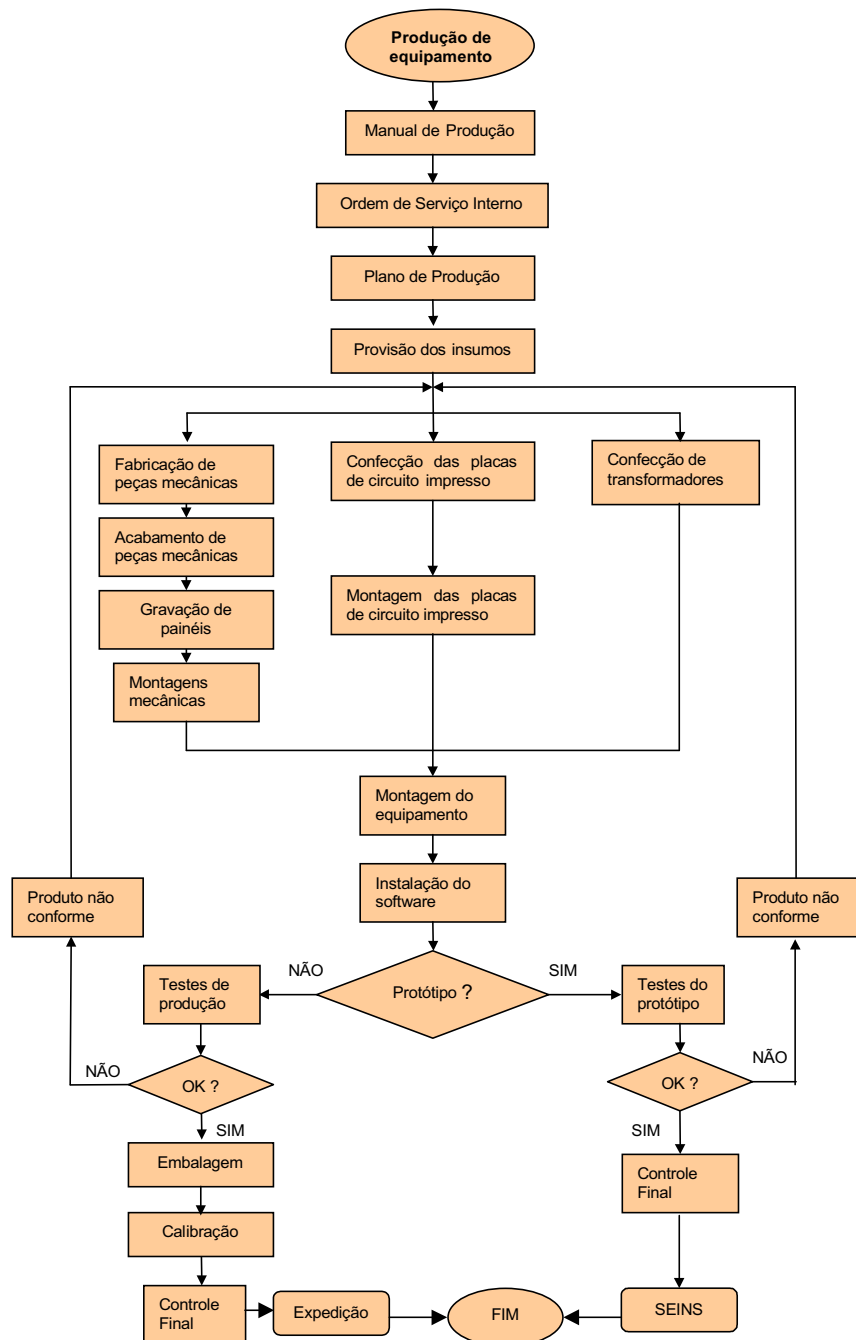 Produção de
equipamento
Manual de Produção
Ordem de Serviço Interno
Plano de Produção
Provisão dos insumos
Fabricação de
peças mecânicas
Confecção das placas
de circuito impresso
Confecção de
transformadores
Acabamento de
peças mecânicas
Montagem das placas
de circuito impresso
Gravação de
painéis
Montagens
mecânicas
Montagem do
equipamento
Instalação do
software
Produto não
conforme
Produto não
conforme
NÃO
Protótipo ?
SIM
Testes de
produção
Testes do
protótipo
NÃO
OK ?
SIM
OK ?
NÃO
SIM
Embalagem
Controle
Final
Calibração
Controle
Final
Expedição
FIM
SEINS